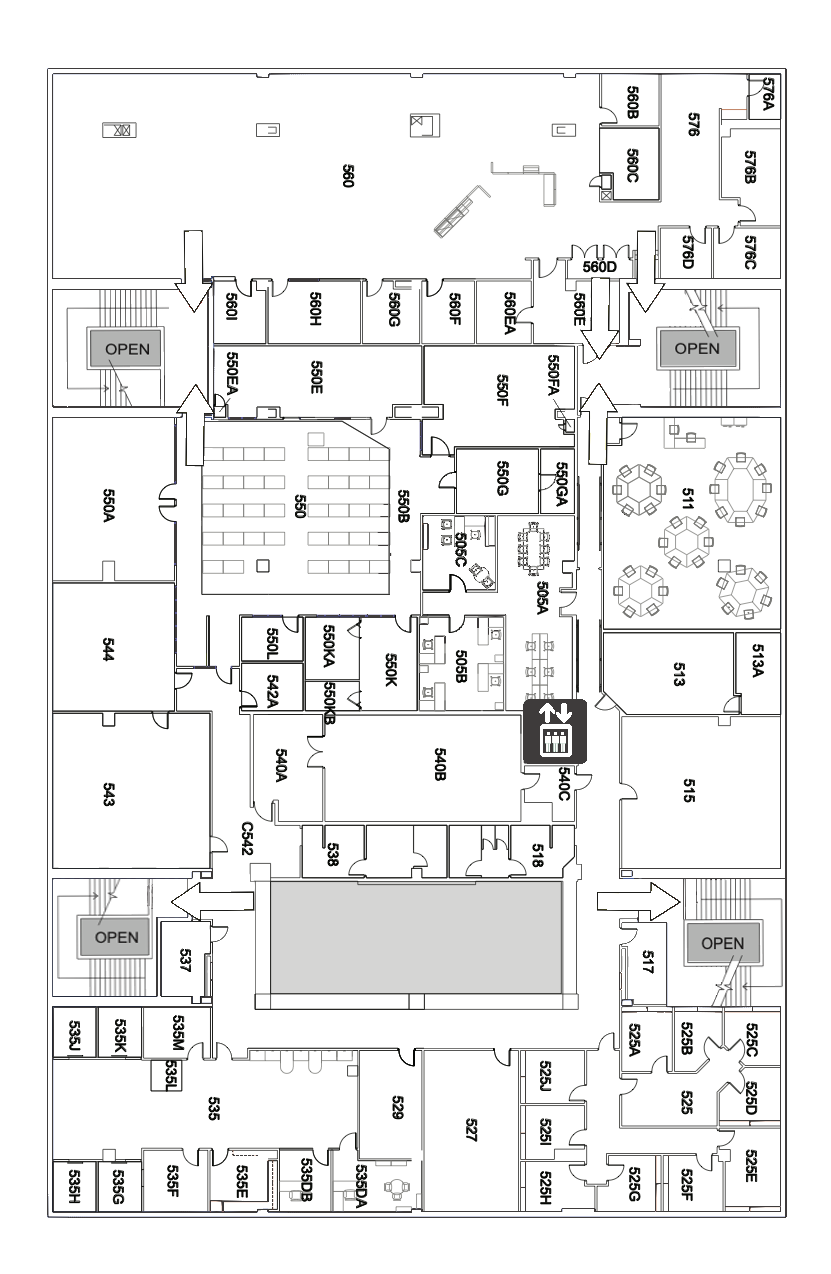 576A
560B
576
560C
576B
560
576D
576C
560D
560I
560H
560G
560F
560EA
560E
OPEN
OPEN
550EA
550E
550F
550FA
550A
550
550B
550G
550GA
511
505C
505A
544
550L
550KA
550K
505B
513
513A
542A
550KB
543
540A
540B
540C
515
C542
538
518
OPEN
537
517
OPEN
535J
535K
535M
525A
525B
525C
535L
525J
525D
535
529
527
525
525I
535H
535G
535F
535E
535DB
535DA
525H
525G
525F
525E